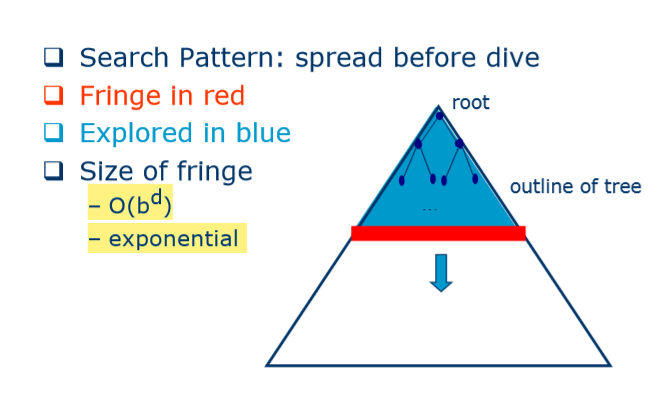 ❑ Search Pattern: spread before dive
❑ Fringe in red
❑ Explored in blue
❑ Size of fringe
– O(b^d)
– exponential
root
outline of tree
...